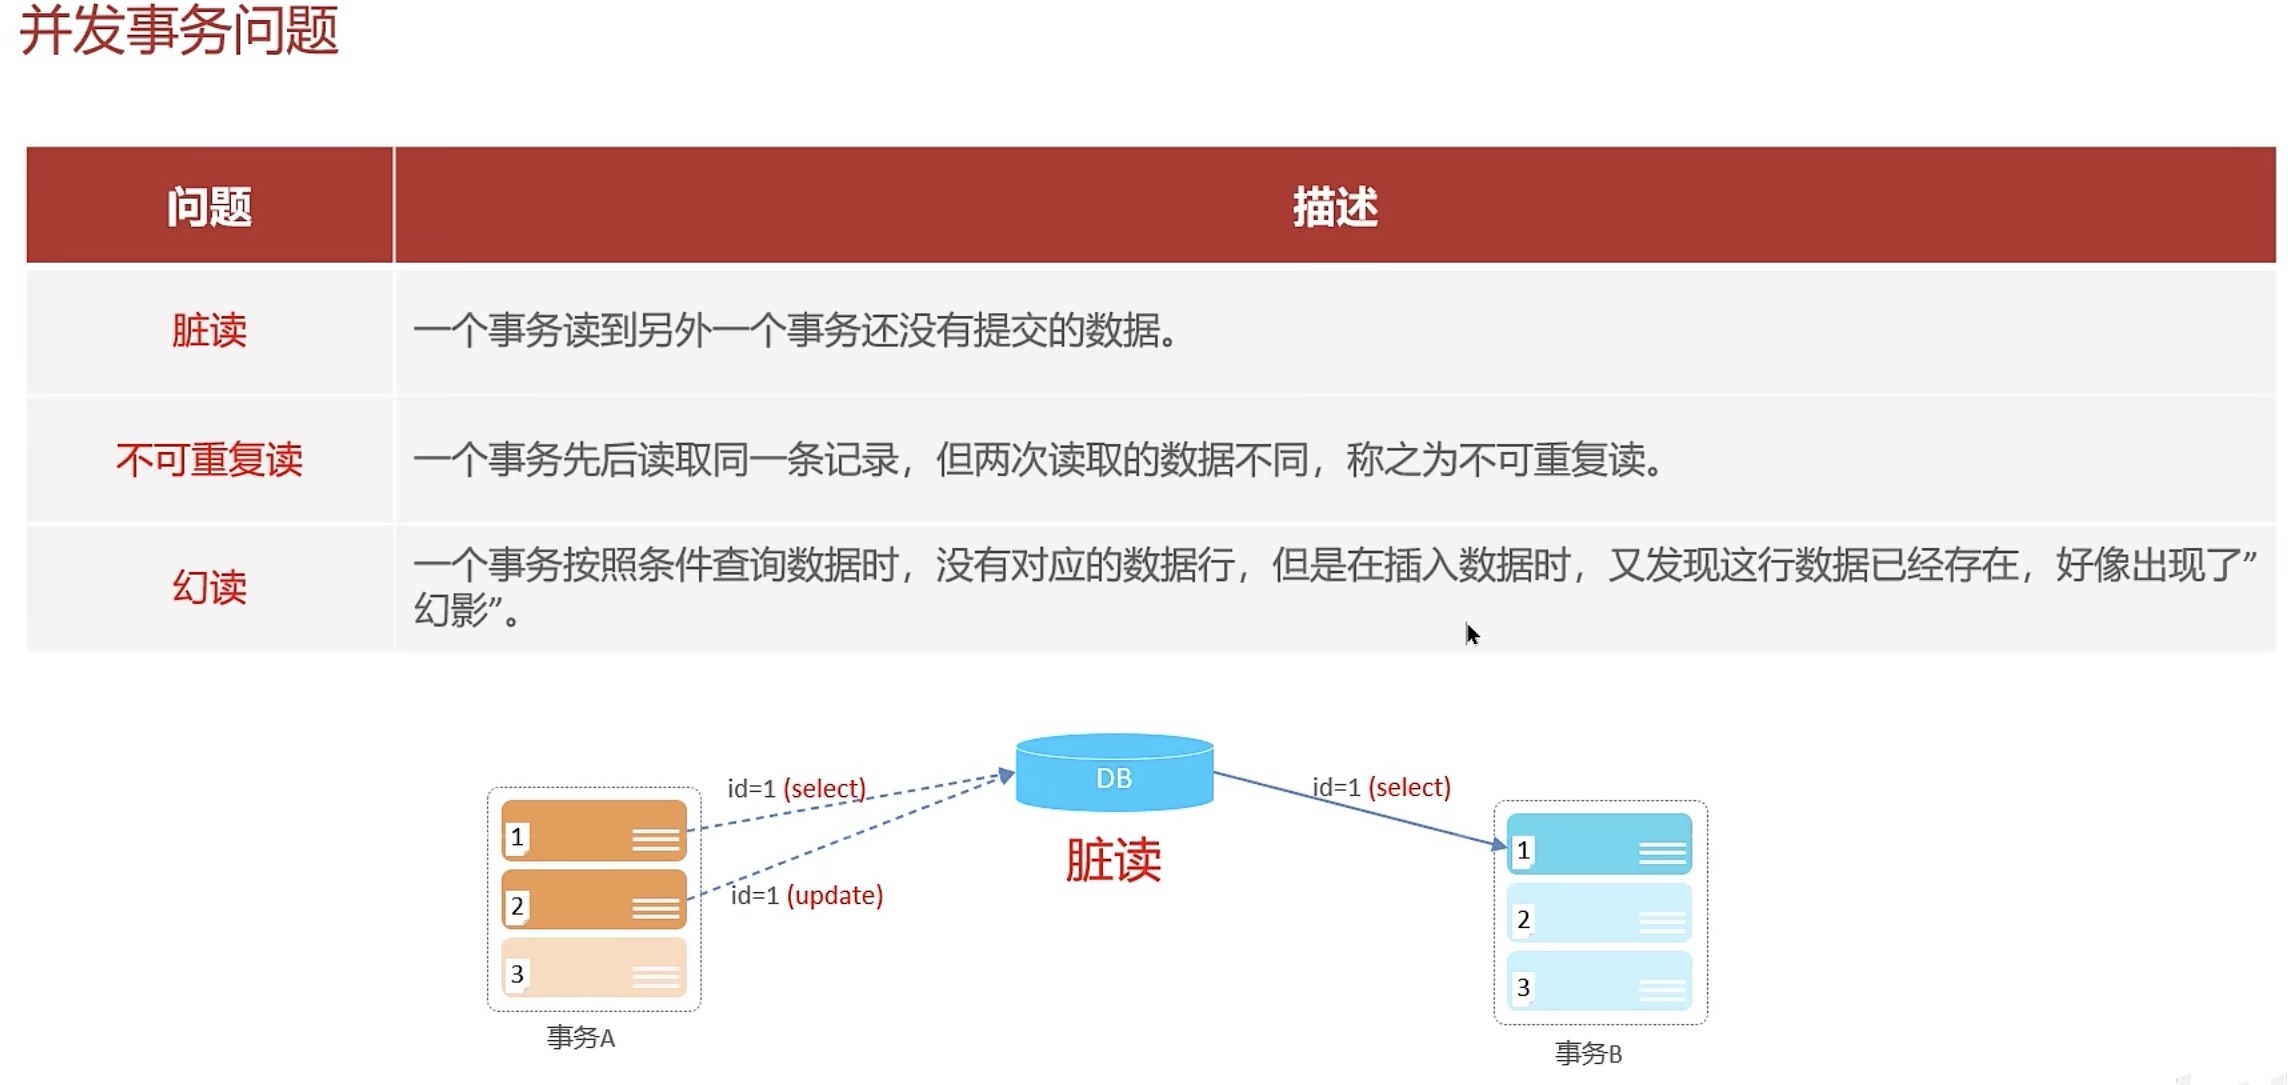 并发事务问题
问题
描述
脏读
一个事务读到另外一个事务还没有提交的数据。
不可重复读
一个事务先后读取同一条记录，但两次读取的数据不同，称之为不可重复读。
幻读
一个事务按照条件查询数据时，没有对应的数据行，但是在插入数据时，又发现这行数据已经存在，好像出现了”
幻影”。
DB
id=1 (select)
id=1 (select)
脏读
id=1 (update)
1
2
3
事务A
1
2
3
事务B